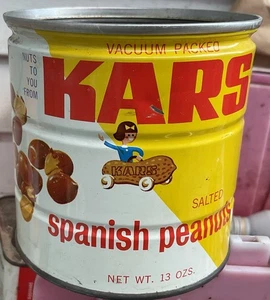 VACUUM PACKED
NUTS
TO
YOU
FROM
KARS
KARS
SALTED
spanish peanuts
NET WT. 13 OZS.